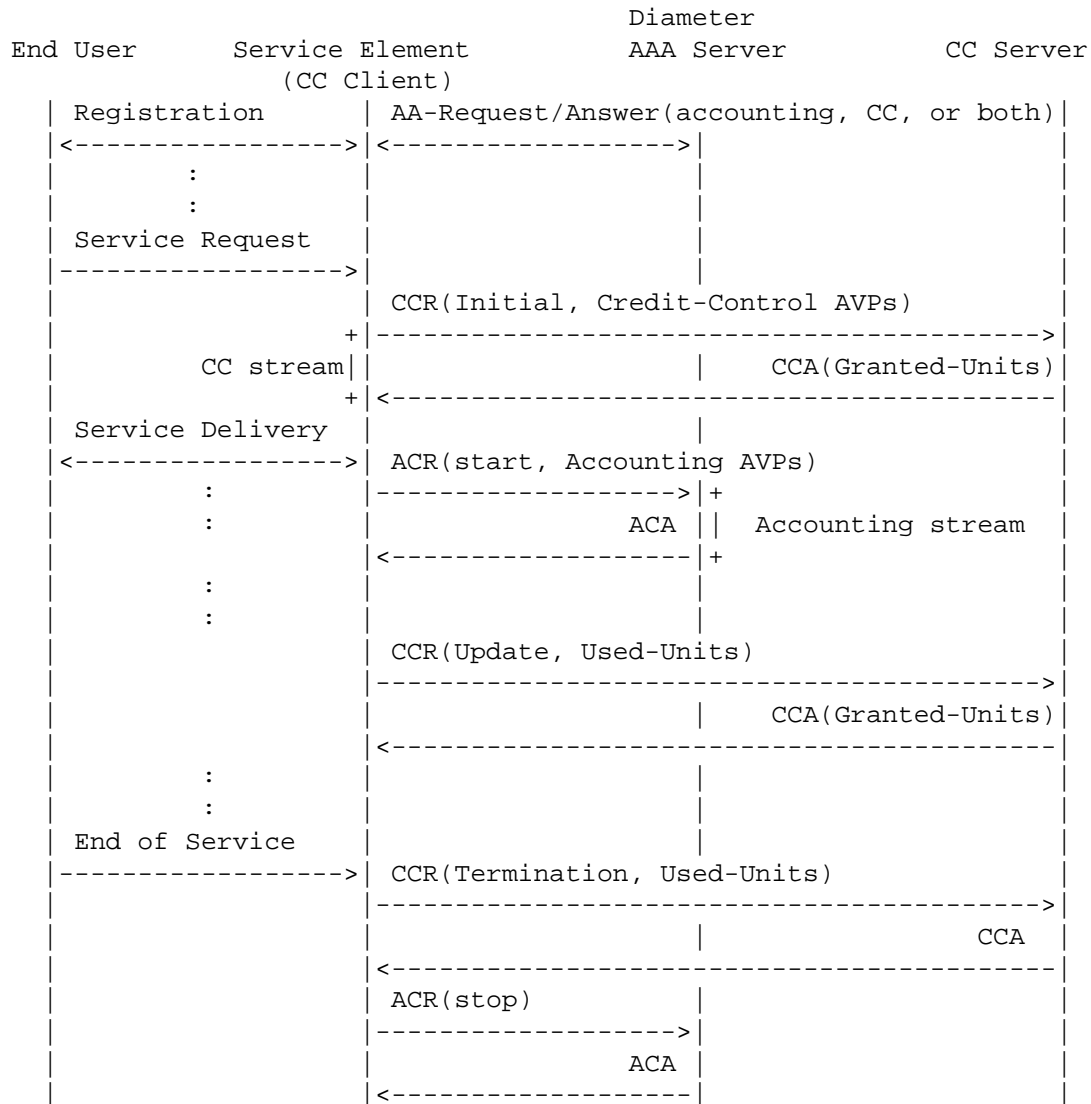 Diameter
End User Service Element AAA Server CC Server
(CC Client)
Registration AA-Request/Answer(accounting, CC, or both)
Service Request
CCR(Initial, Credit-Control AVPs)
CC stream CCA(Granted-Units)
Service Delivery
ACR(start, Accounting AVPs)
ACA Accounting stream
CCR(Update, Used-Units)
CCA(Granted-Units)
End of Service
CCR(Termination, Used-Units)
CCA
ACR(stop)
ACA